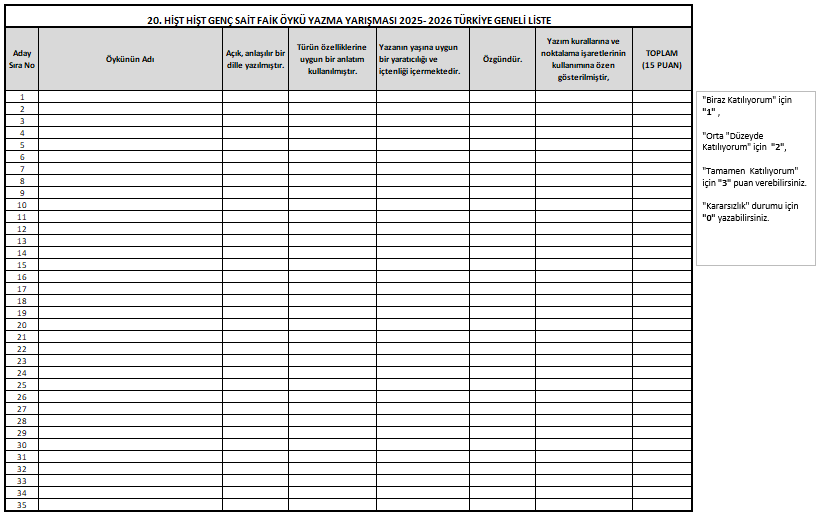 20. HİŞT HİŞT GENÇ SAİT FAİK ÖYKÜ YAZMA YARIŞMASI 2025- 2026 TÜRKİYE GENELİ LİSTE
Aday
Sıra No
Öykünün Adı
Açık, anlaşılır bir
dille yazılmıştır.
Türün özelliklerine
uygun bir anlatım
kullanılmıştır.
Yazanın yaşına uygun
bir yaratıcılığı ve
içtenliği içermektedir.
Özgündür.
Yazım kurallarına ve
noktalama işaretlerinin
kullanımına özen
gösterilmiştir,
TOPLAM
(15 PUAN)
1
2
3
4
5
6
7
8
9
10
11
12
13
14
15
16
17
18
19
20
21
22
23
24
25
26
27
28
29
30
31
32
33
34
35
"Biraz Katılıyorum" için
"1" ,
"Orta "Düzeyde
Katılıyorum" için "2",
"Tamamen Katılıyorum"
için "3" puan verebilirsiniz.
"Kararsızlık" durumu için
"0" yazabilirsiniz.